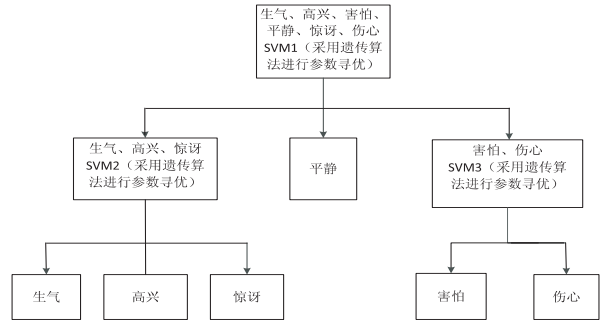 生气、高兴、害怕、
平静、惊讶、伤心
SVM1（采用遗传算
法进行参数寻优）
生气、高兴、惊讶
SVM2（采用遗传算
法进行参数寻优）
平静
害怕、伤心
SVM3（采用遗传算
法进行参数寻优）
生气
高兴
惊讶
害怕
伤心